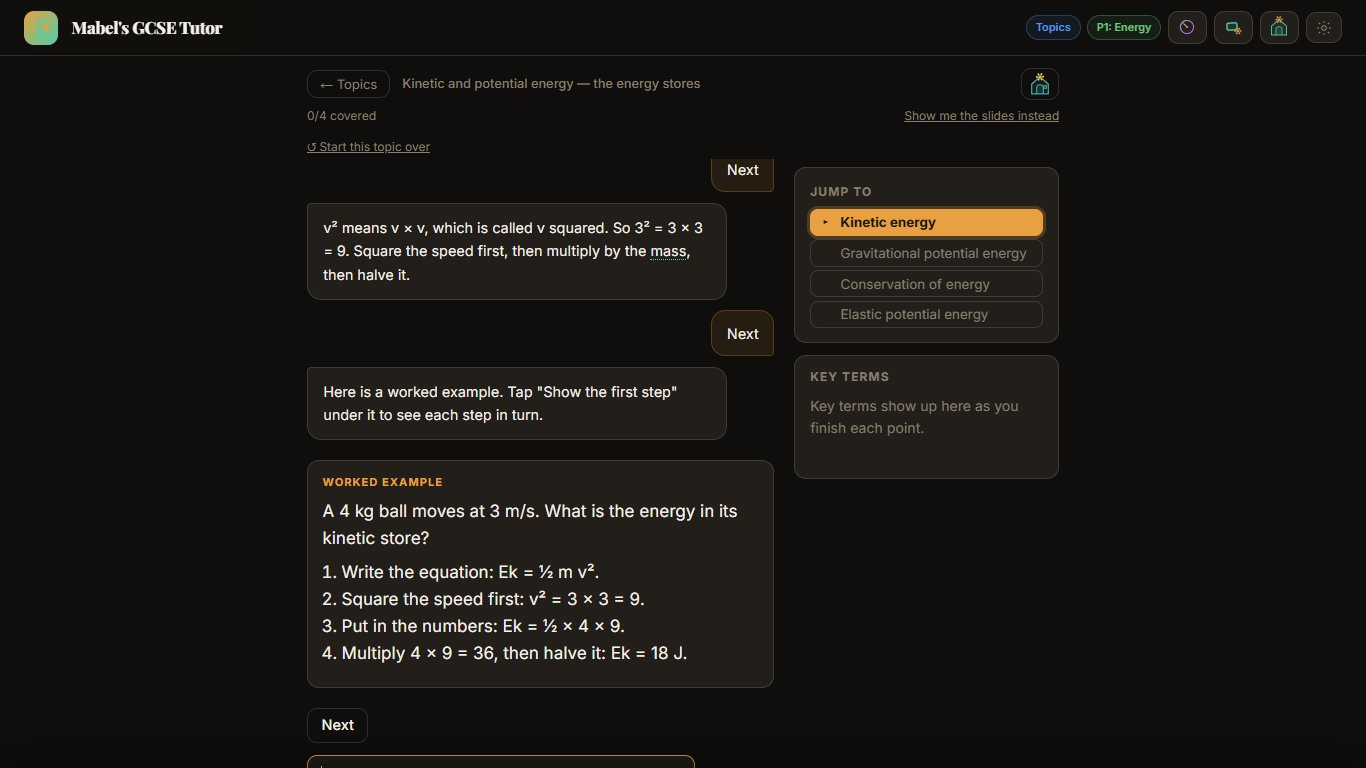 Mabel's GCSE Tutor
Topics
P1: Energy
← Topics
Kinetic and potential energy — the energy stores
0/4 covered
Show me the slides instead
↺ Start this topic over
Next
v² means v × v, which is called v squared. So 3² = 3 × 3
= 9. Square the speed first, then multiply by the mass,
then halve it.
Next
Here is a worked example. Tap "Show the first step"
under it to see each step in turn.
WORKED EXAMPLE
A 4 kg ball moves at 3 m/s. What is the energy in its
kinetic store?
1. Write the equation: Ek = ½ m v².
2. Square the speed first: v² = 3 × 3 = 9.
3. Put in the numbers: Ek = ½ × 4 × 9.
4. Multiply 4 × 9 = 36, then halve it: Ek = 18 J.
Next
JUMP TO
Kinetic energy
Gravitational potential energy
Conservation of energy
Elastic potential energy
KEY TERMS
Key terms show up here as you
finish each point.